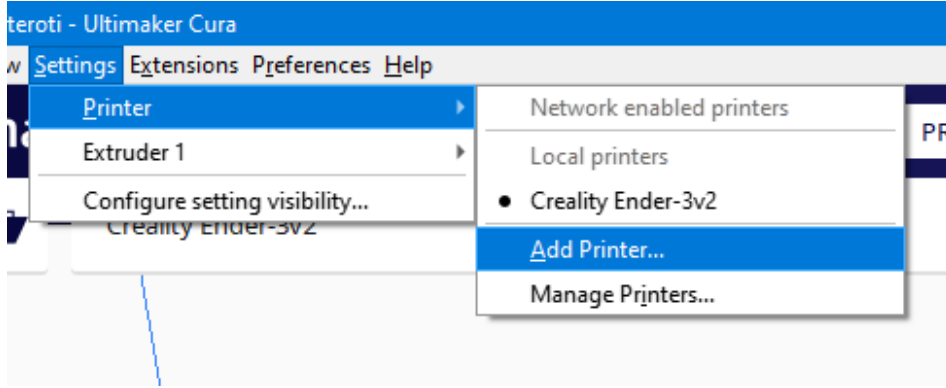 teroti - Ultimaker Cura
w Settings Extensions Preferences Help
Printer
Extruder 1
Configure setting visibility...
Network enabled printers
Local printers
Creality Ender-3v2
Add Printer...
Manage Printers...
PR
Creality Ender-3v2